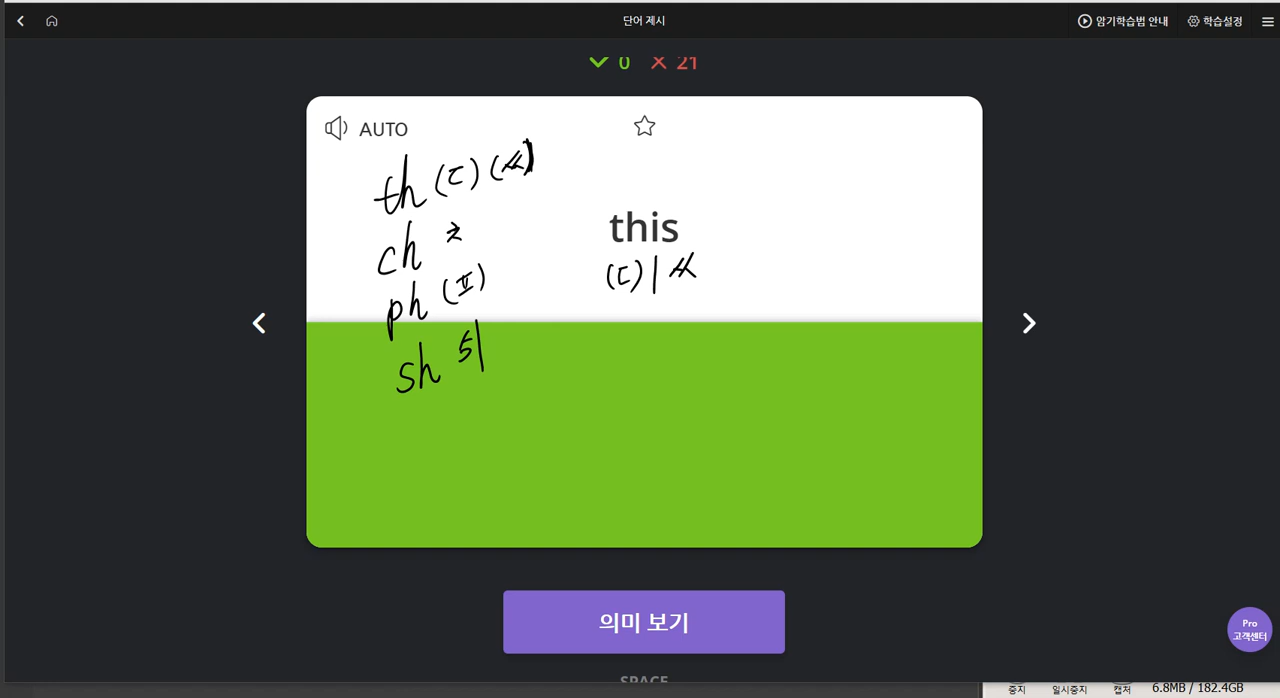 단어 제시
암기학습법 안내
학습설정
0 21
AUTO
th (ㄷ) (ㅆ)
ch ㅊ
ph (ㅍ)
sh 쉬
this
(ㄷ)ㅣㅆ
의미 보기
SPACE
Pro
고객센터
중지
일시중지
캡처
6.8MB / 182.4GB